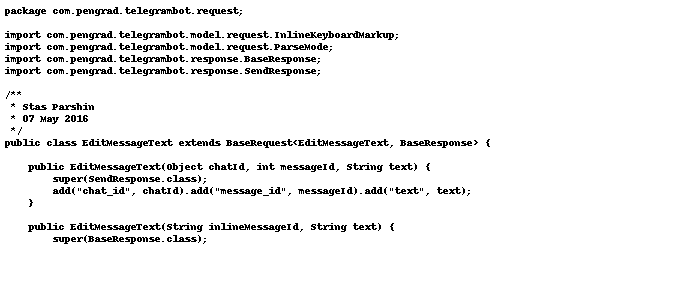 package com.pengrad.telegrambot.request;

import com.pengrad.telegrambot.model.request.InlineKeyboardMarkup;
import com.pengrad.telegrambot.model.request.ParseMode;
import com.pengrad.telegrambot.response.BaseResponse;
import com.pengrad.telegrambot.response.SendResponse;

/**
 * Stas Parshin
 * 07 May 2016
 */
public class EditMessageText extends BaseRequest<EditMessageText, BaseResponse> {

    public EditMessageText(Object chatId, int messageId, String text) {
        super(SendResponse.class);
        add("chat_id", chatId).add("message_id", messageId).add("text", text);
    }

    public EditMessageText(String inlineMessageId, String text) {
        super(BaseResponse.class);